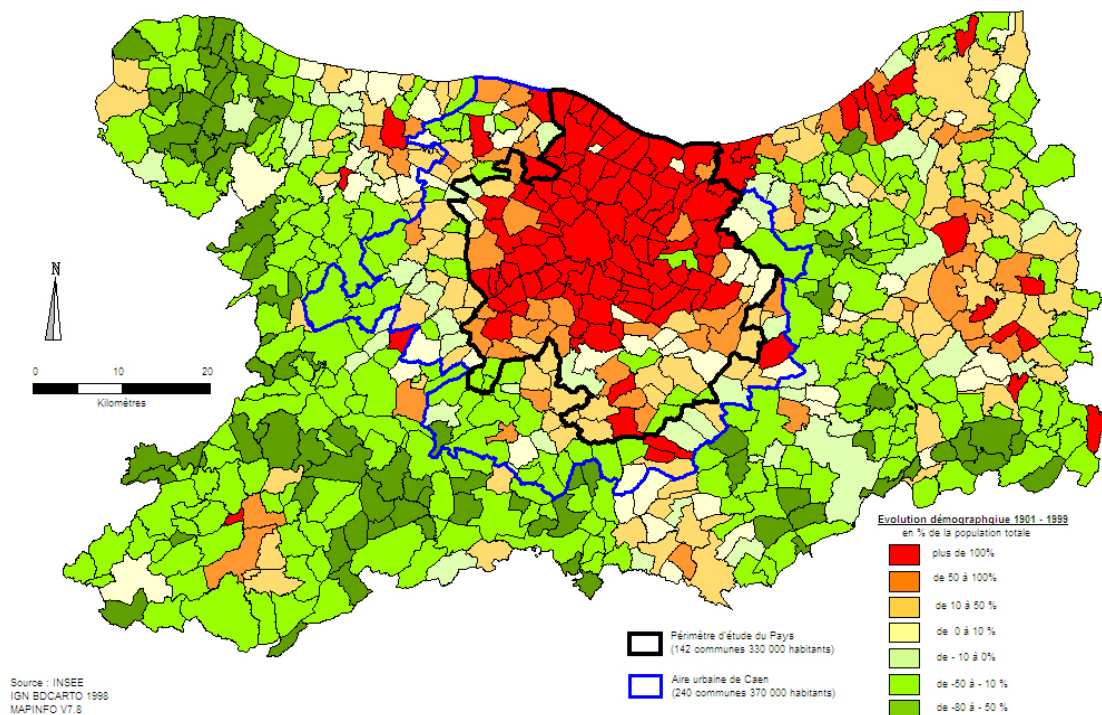 N
0 10 20
Kilomètres
Evolution démographqiue 1901 - 1999
en % de la population totale
plus de 100%
de 50 à 100%
de 10 à 50 %
de 0 à 10 %
de - 10 à 0%
de -50 à - 10%
de -80 à - 50%
Périmètre d'étude du Pays
(142 communes 330 000 habitants)
Aire urbaine de Caen
(240 communes 370 000 habitants)
Source : INSEE
IGN BDCARTO 1998
MAPINFO V7.8